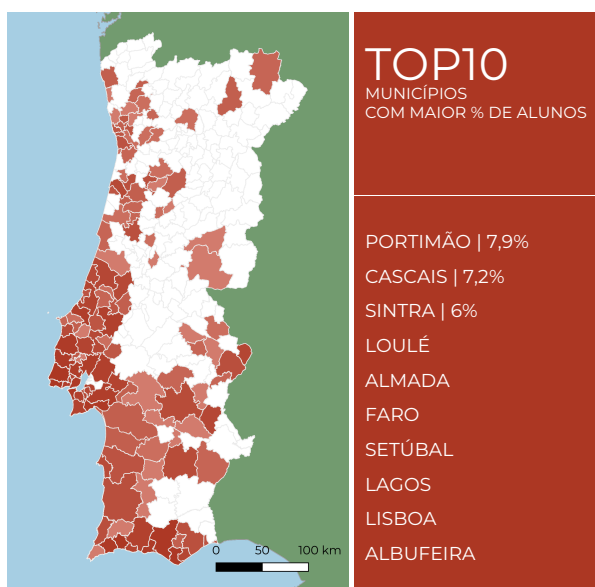 TOP10
MUNICÍPIOS
COM MAIOR % DE ALUNOS
PORTIMÃO | 7,9%
CASCAIS | 7,2%
SINTRA | 6%
LOULÉ
ALMADA
FARO
SETÚBAL
LAGOS
LISBOA
ALBUFEIRA
0 50 100 km